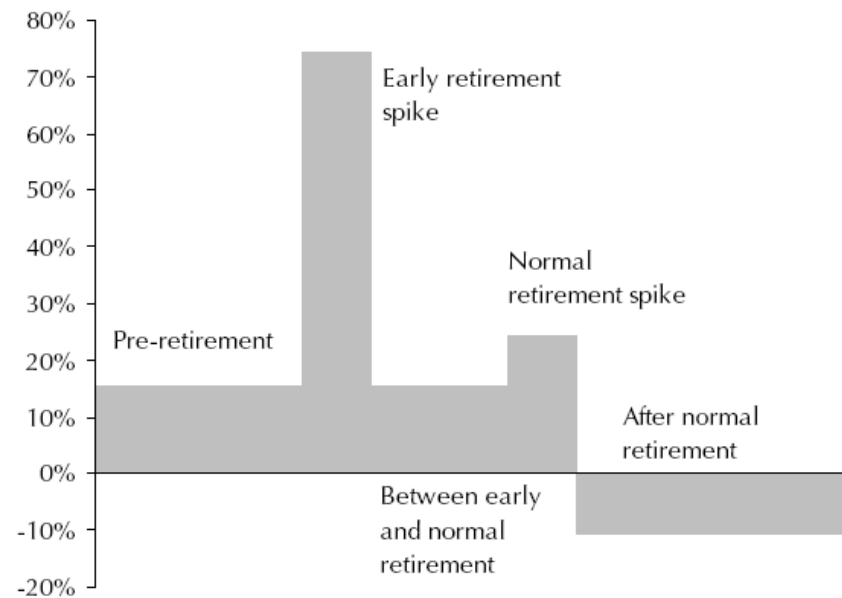 80%
70%
Early retirement
spike
60%
50%
40%
Normal
retirement spike
30%
Pre-retirement
20%
After normal
retirement
10%
0%
Between early
and normal
retirement
-10%
-20%